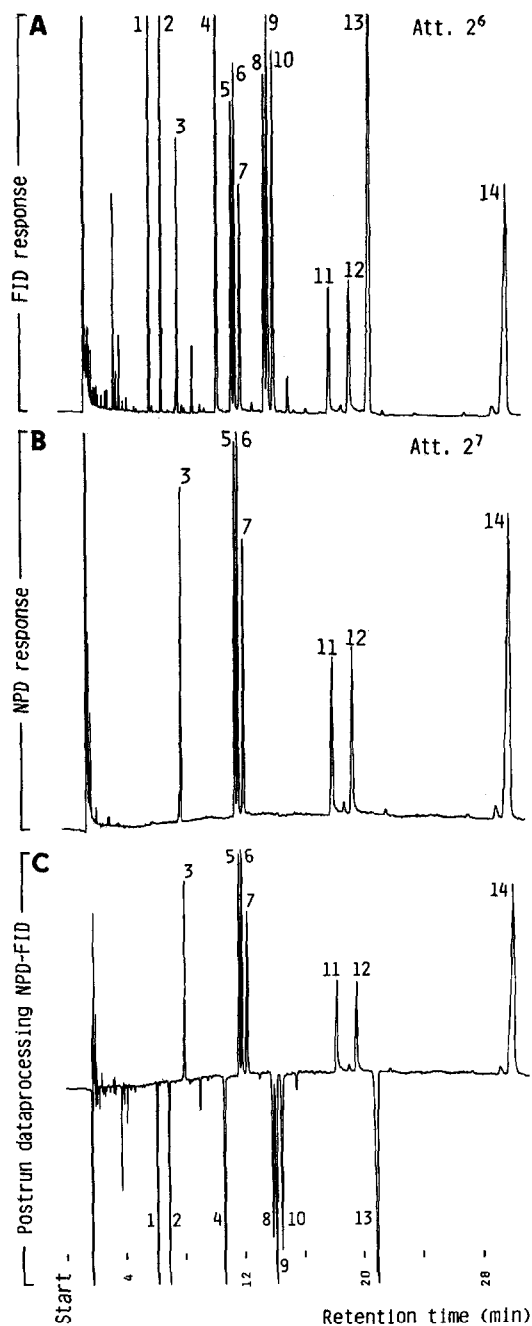 A
1 2 4 9 13 Att. 2⁶
8 10
5 6
3
7
14
11 12
FID response
B
5 6 Att. 2⁷
3
7
14
11 12
NPD response
C
5 6
3
7
14
11 12
Postrun dataprocessing NPD-FID
1 2 4 8 10 13
9
Start 4 12 20 28
Retention time (min)